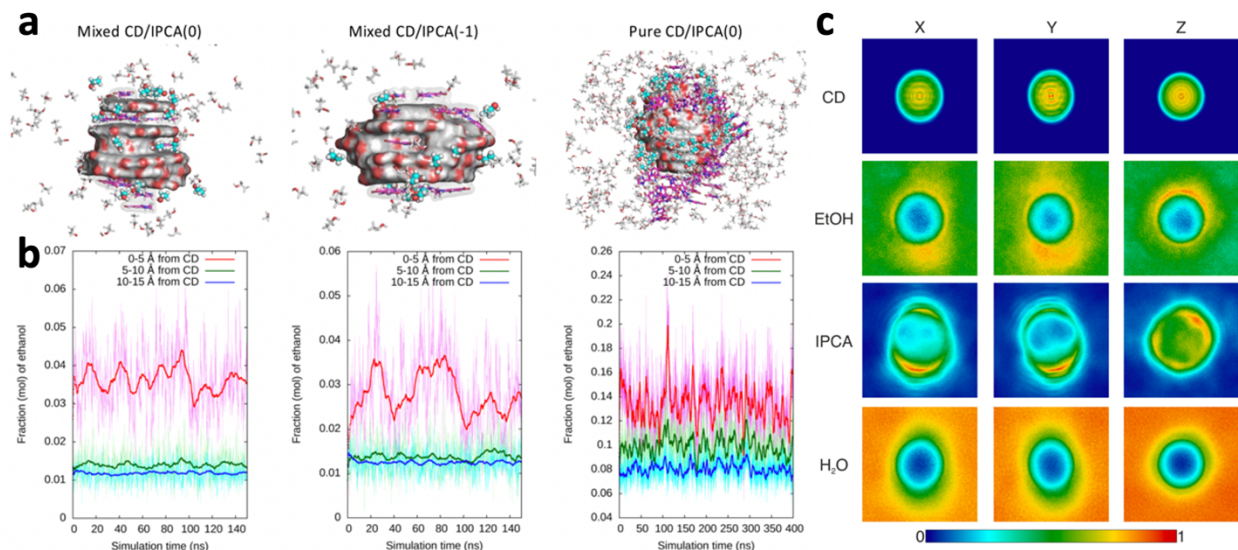 a
Mixed CD/IPCA(0)
Mixed CD/IPCA(-1)
Pure CD/IPCA(0)
b
0.07
0.06
0.05
0.04
0.03
0.02
0.01
0
Fraction (mol) of ethanol
0-5 Å from CD
5-10 Å from CD
10-15 Å from CD
0 20 40 60 80 100 120 140
Simulation time (ns)
0.06
0.05
0.04
0.03
0.02
0.01
0
Fraction (mol) of ethanol
0-5 Å from CD
5-10 Å from CD
10-15 Å from CD
0 20 40 60 80 100 120 140
Simulation time (ns)
0.26
0.24
0.22
0.2
0.18
0.16
0.14
0.12
0.1
0.08
0.06
0.04
Fraction (mol) of ethanol
0-5 Å from CD
5-10 Å from CD
10-15 Å from CD
0 50 100 150 200 250 300 350 400
Simulation time (ns)
c
X Y Z
CD
EtOH
IPCA
H₂O
0 1